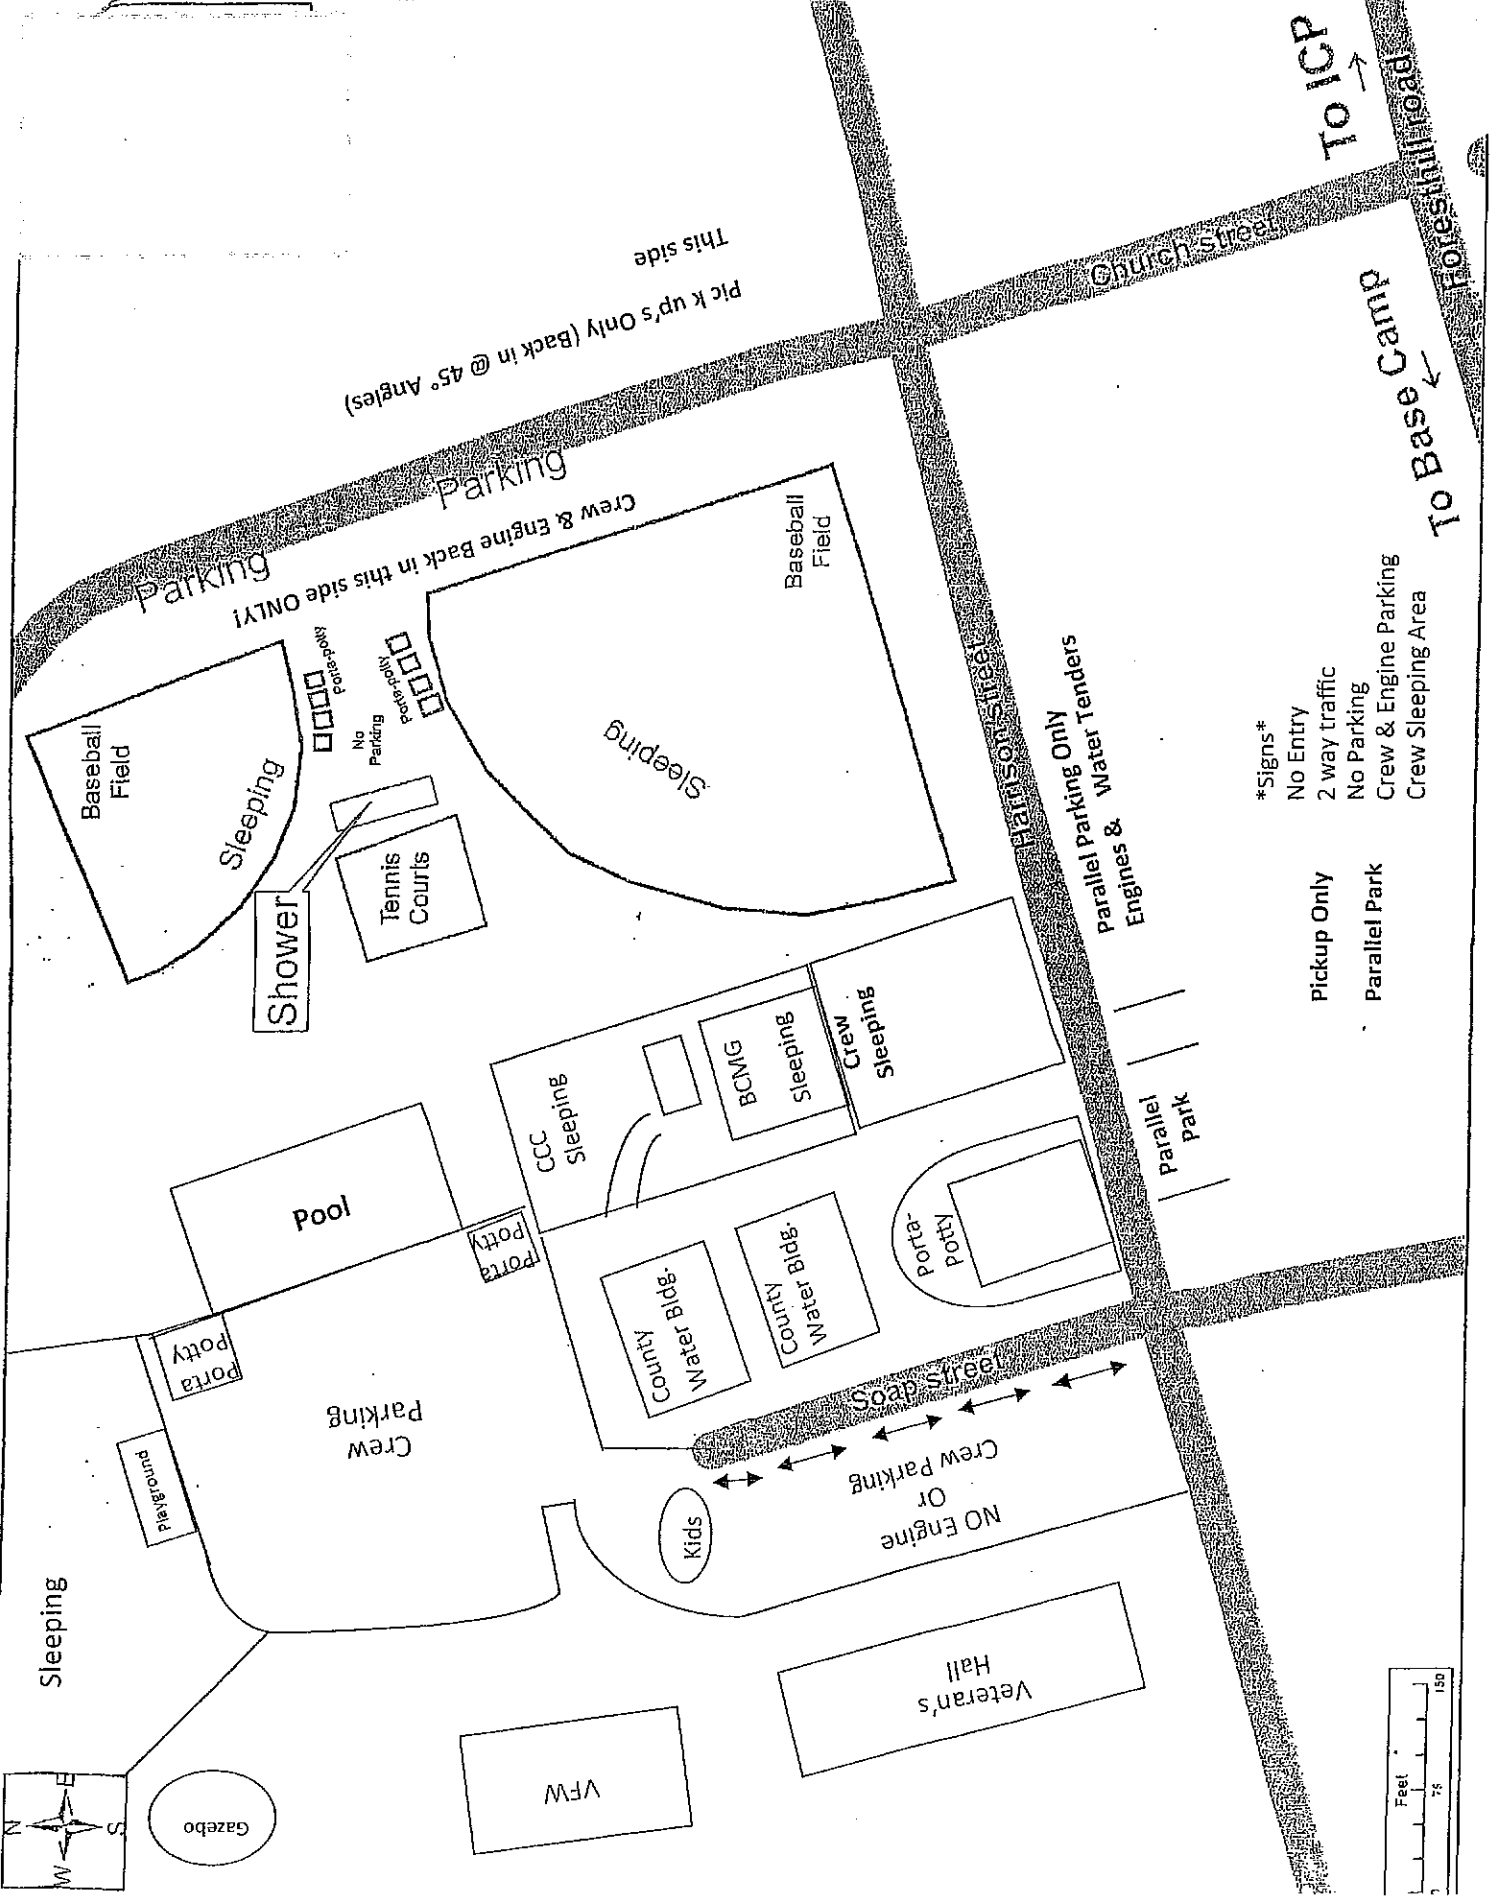 N
W
E
S
Gazebo
Sleeping
Playground
Porta
Potty
Crew
Parking
Pool
Porta
Potty
VFW
Veteran's
Hall
Kids
NO Engine
Or
Crew Parking
Soap street
County
Water Bldg.
County
Water Bldg.
Porta-
Potty
CCC
Sleeping
BCMG
Sleeping
Crew
Sleeping
Shower
Tennis
Courts
Baseball
Field
Sleeping
Porta-potty
No
Parking
Porta-potty
Sleeping
Baseball
Field
Crew & Engine Back in this side ONLY!
Parking
Parking
Pic k up's Only (Back in @ 45° Angles)
This side
Harrison street
Church street
Foresthill road
To ICP
To Base Camp
Parallel Parking Only
Engines & Water Tenders
Parallel
Park
Pickup Only
Parallel Park
*Signs*
No Entry
2 way traffic
No Parking
Crew & Engine Parking
Crew Sleeping Area
Feet
75
150